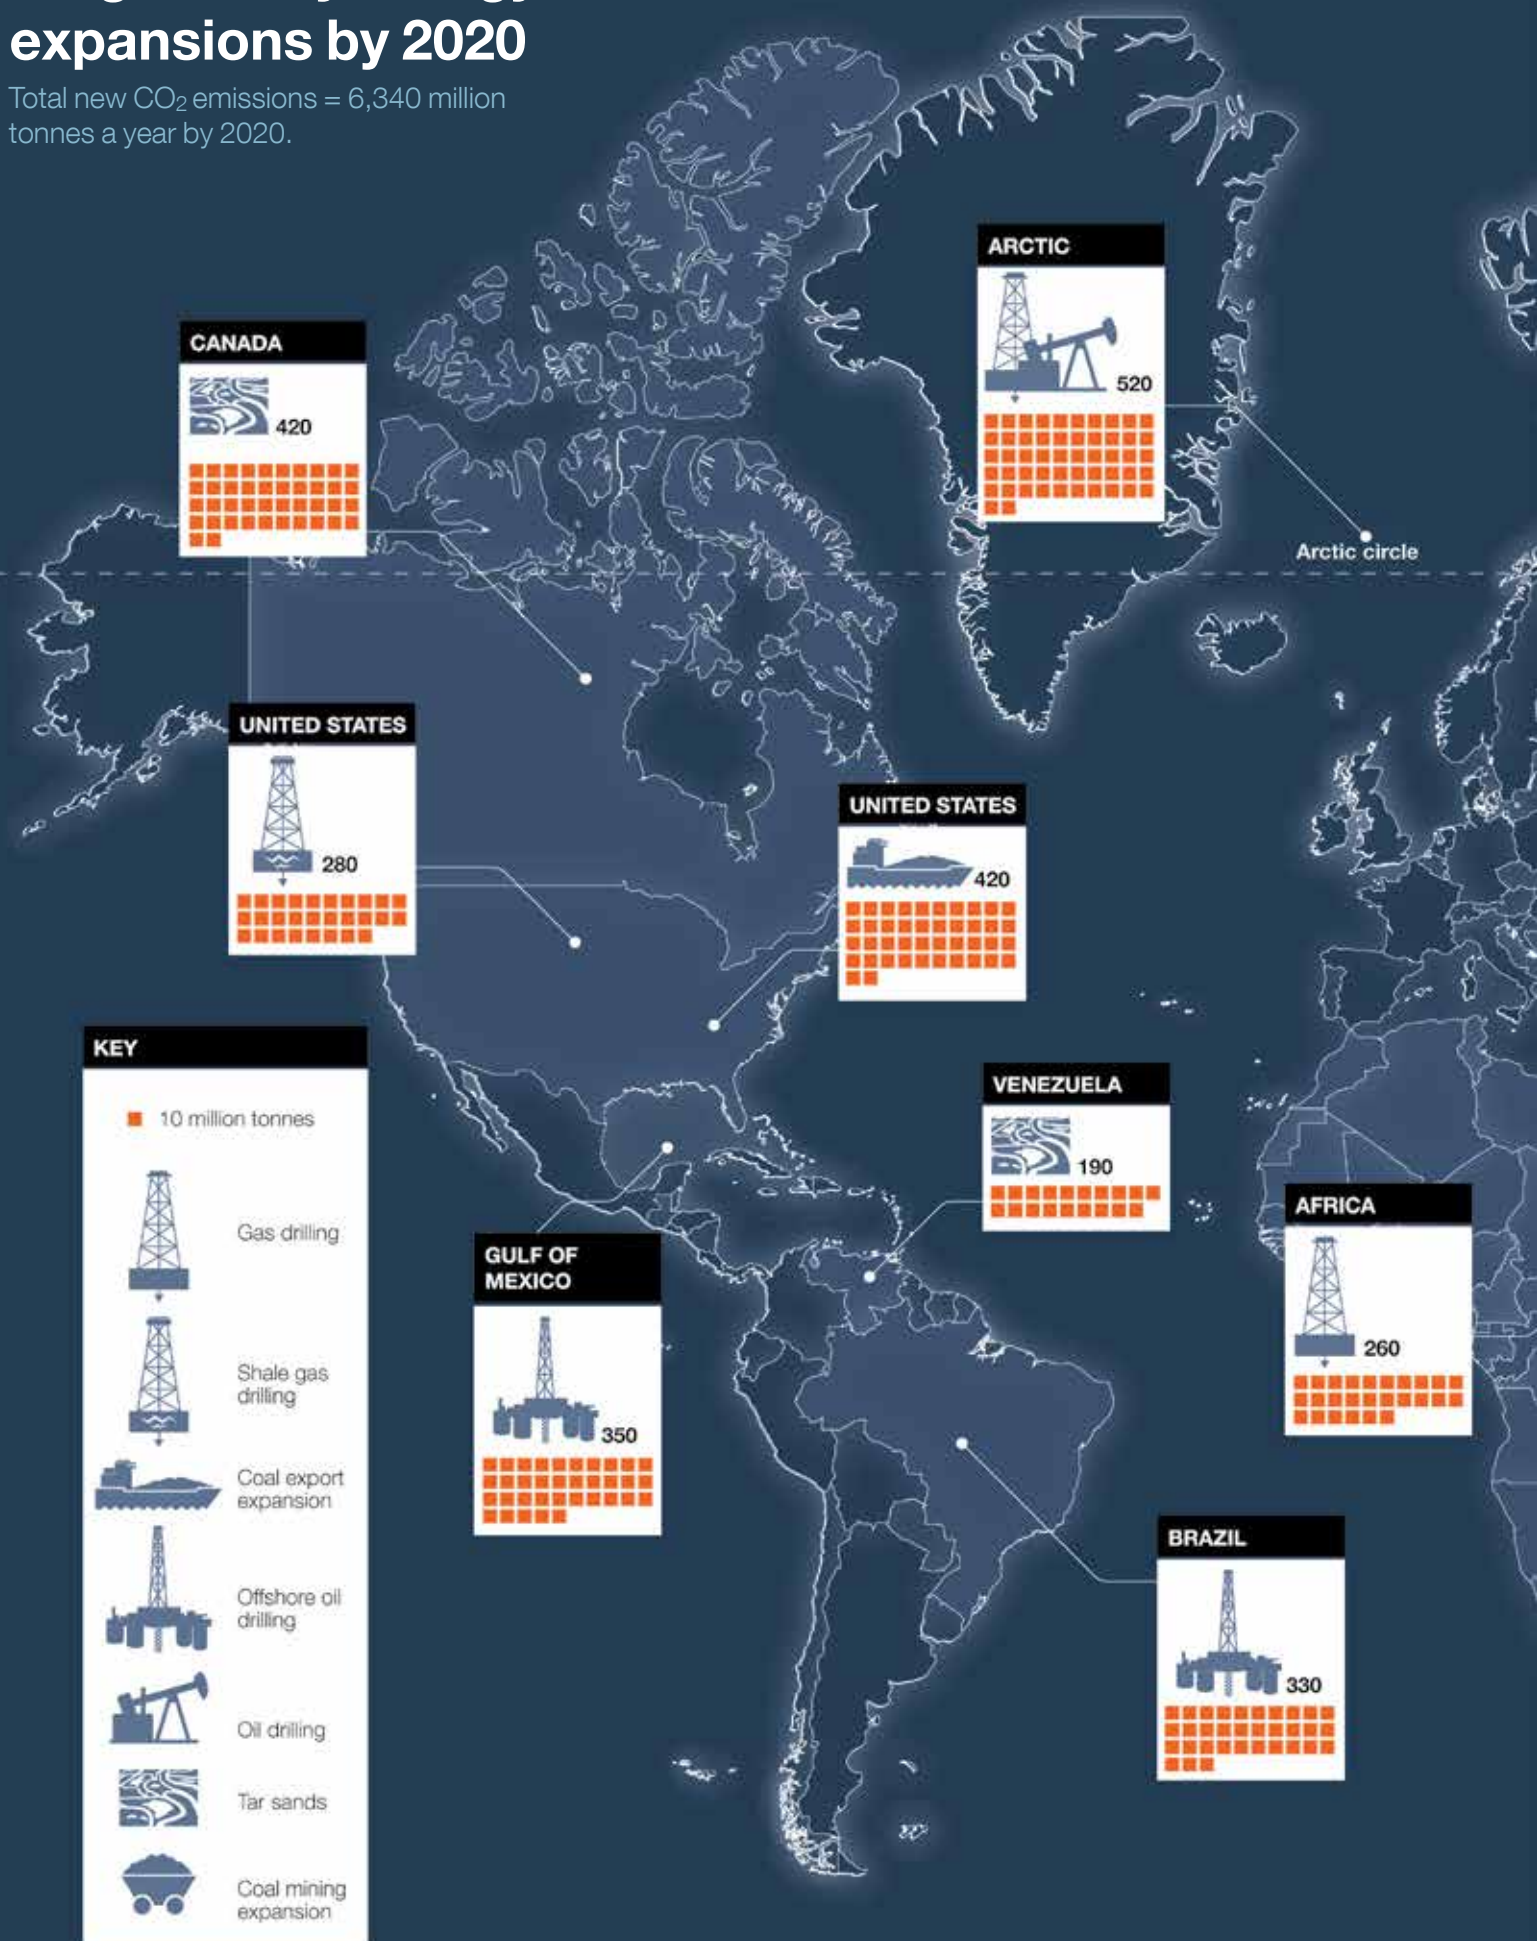 expansions by 2020
Total new CO2 emissions = 6,340 million
tonnes a year by 2020.
ARCTIC
520
CANADA
420
Arctic circle
UNITED STATES
280
UNITED STATES
420
KEY
10 million tonnes
Gas drilling
Shale gas
drilling
Coal export
expansion
Offshore oil
drilling
Oil drilling
Tar sands
Coal mining
expansion
VENEZUELA
190
AFRICA
260
GULF OF
MEXICO
350
BRAZIL
330